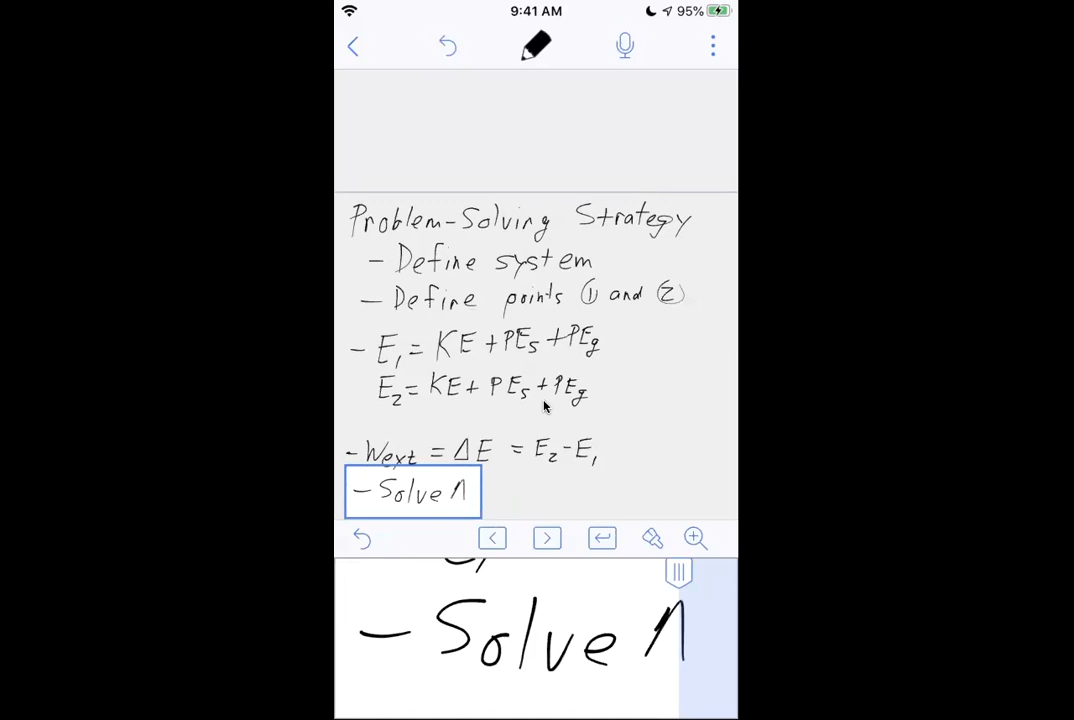 9:41 AM
95%
Problem-Solving Strategy
- Define system
- Define points ① and ②
- E₁ = KE + PEs + PEg
E₂ = KE + PEs + PEg
- Wext = ΔE = E₂ - E₁
- Solve
- Solve